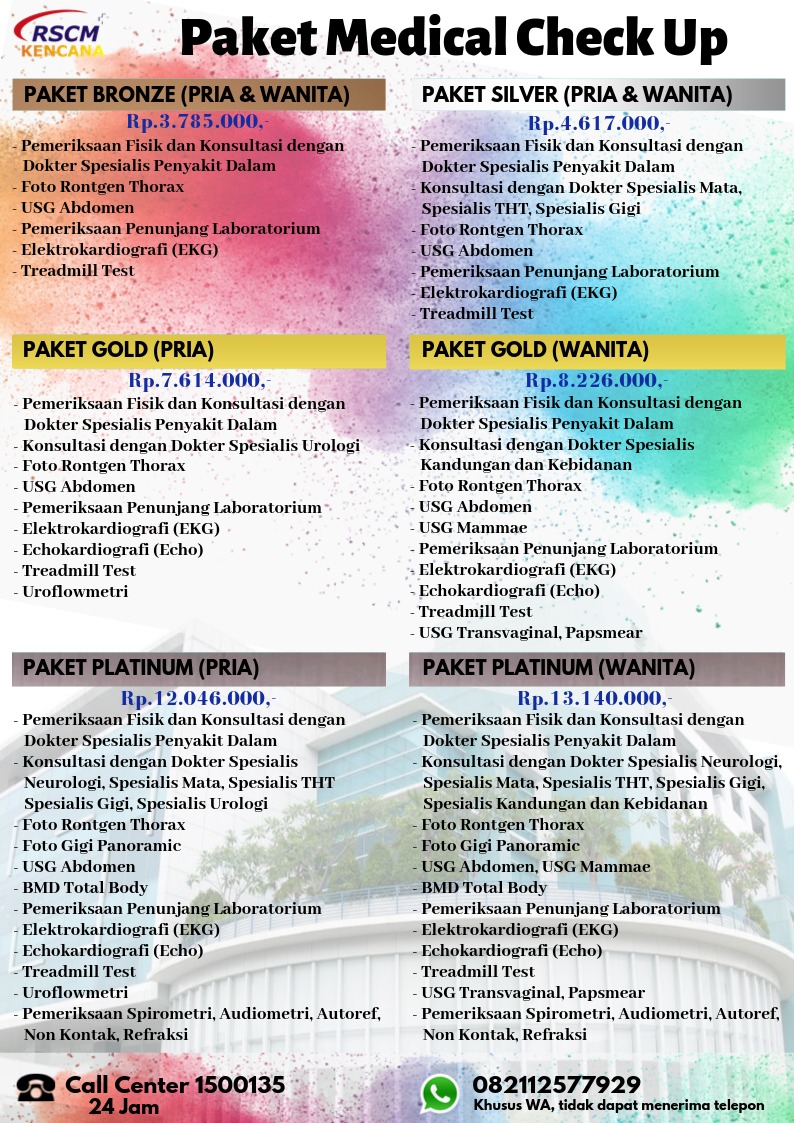 RSCM
KENCANA
Paket Medical Check Up
PAKET BRONZE (PRIA & WANITA)
Rp.3.785.000,-
- Pemeriksaan Fisik dan Konsultasi dengan
Dokter Spesialis Penyakit Dalam
- Foto Rontgen Thorax
- USG Abdomen
- Pemeriksaan Penunjang Laboratorium
- Elektrokardiografi (EKG)
- Treadmill Test
PAKET SILVER (PRIA & WANITA)
Rp.4.617.000,-
- Pemeriksaan Fisik dan Konsultasi dengan
Dokter Spesialis Penyakit Dalam
- Konsultasi dengan Dokter Spesialis Mata,
Spesialis THT, Spesialis Gigi
- Foto Rontgen Thorax
- USG Abdomen
- Pemeriksaan Penunjang Laboratorium
- Elektrokardiografi (EKG)
- Treadmill Test
PAKET GOLD (PRIA)
Rp.7.614.000,-
- Pemeriksaan Fisik dan Konsultasi dengan
Dokter Spesialis Penyakit Dalam
- Konsultasi dengan Dokter Spesialis Urologi
- Foto Rontgen Thorax
- USG Abdomen
- Pemeriksaan Penunjang Laboratorium
- Elektrokardiografi (EKG)
- Echokardiografi (Echo)
- Treadmill Test
- Uroflowmetri
PAKET GOLD (WANITA)
Rp.8.226.000,-
- Pemeriksaan Fisik dan Konsultasi dengan
Dokter Spesialis Penyakit Dalam
- Konsultasi dengan Dokter Spesialis
Kandungan dan Kebidanan
- Foto Rontgen Thorax
- USG Abdomen
- USG Mammae
- Pemeriksaan Penunjang Laboratorium
- Elektrokardiografi (EKG)
- Echokardiografi (Echo)
- Treadmill Test
- USG Transvaginal, Papsmear
PAKET PLATINUM (PRIA)
Rp.12.046.000,-
- Pemeriksaan Fisik dan Konsultasi dengan
Dokter Spesialis Penyakit Dalam
- Konsultasi dengan Dokter Spesialis
Neurologi, Spesialis Mata, Spesialis THT
Spesialis Gigi, Spesialis Urologi
- Foto Rontgen Thorax
- Foto Gigi Panoramic
- USG Abdomen
- BMD Total Body
- Pemeriksaan Penunjang Laboratorium
- Elektrokardiografi (EKG)
- Echokardiografi (Echo)
- Treadmill Test
- Uroflowmetri
- Pemeriksaan Spirometri, Audiometri, Autoref,
Non Kontak, Refraksi
PAKET PLATINUM (WANITA)
Rp.13.140.000,-
- Pemeriksaan Fisik dan Konsultasi dengan
Dokter Spesialis Penyakit Dalam
- Konsultasi dengan Dokter Spesialis Neurologi,
Spesialis Mata, Spesialis THT, Spesialis Gigi,
Spesialis Kandungan dan Kebidanan
- Foto Rontgen Thorax
- Foto Gigi Panoramic
- USG Abdomen, USG Mammae
- BMD Total Body
- Pemeriksaan Penunjang Laboratorium
- Elektrokardiografi (EKG)
- Echokardiografi (Echo)
- Treadmill Test
- USG Transvaginal, Papsmear
- Pemeriksaan Spirometri, Audiometri, Autoref,
Non Kontak, Refraksi
Call Center 1500135
24 Jam
082112577929
Khusus WA, tidak dapat menerima telepon